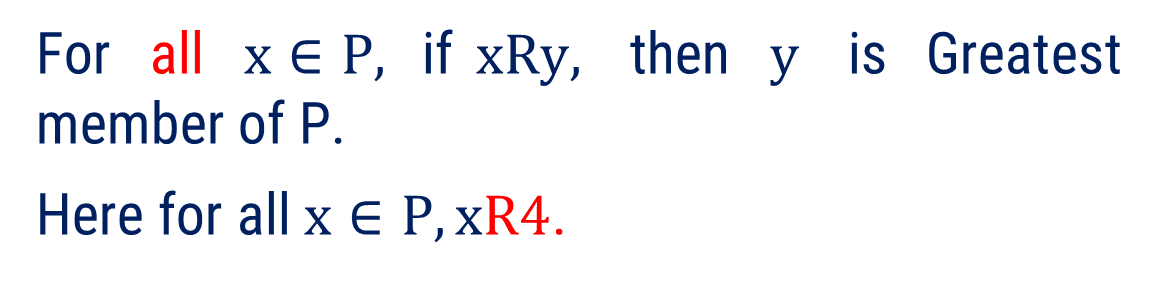 For all x ∈ P, if xRy, then y is Greatest
member of P.
Here for all x ∈ P, xR4.